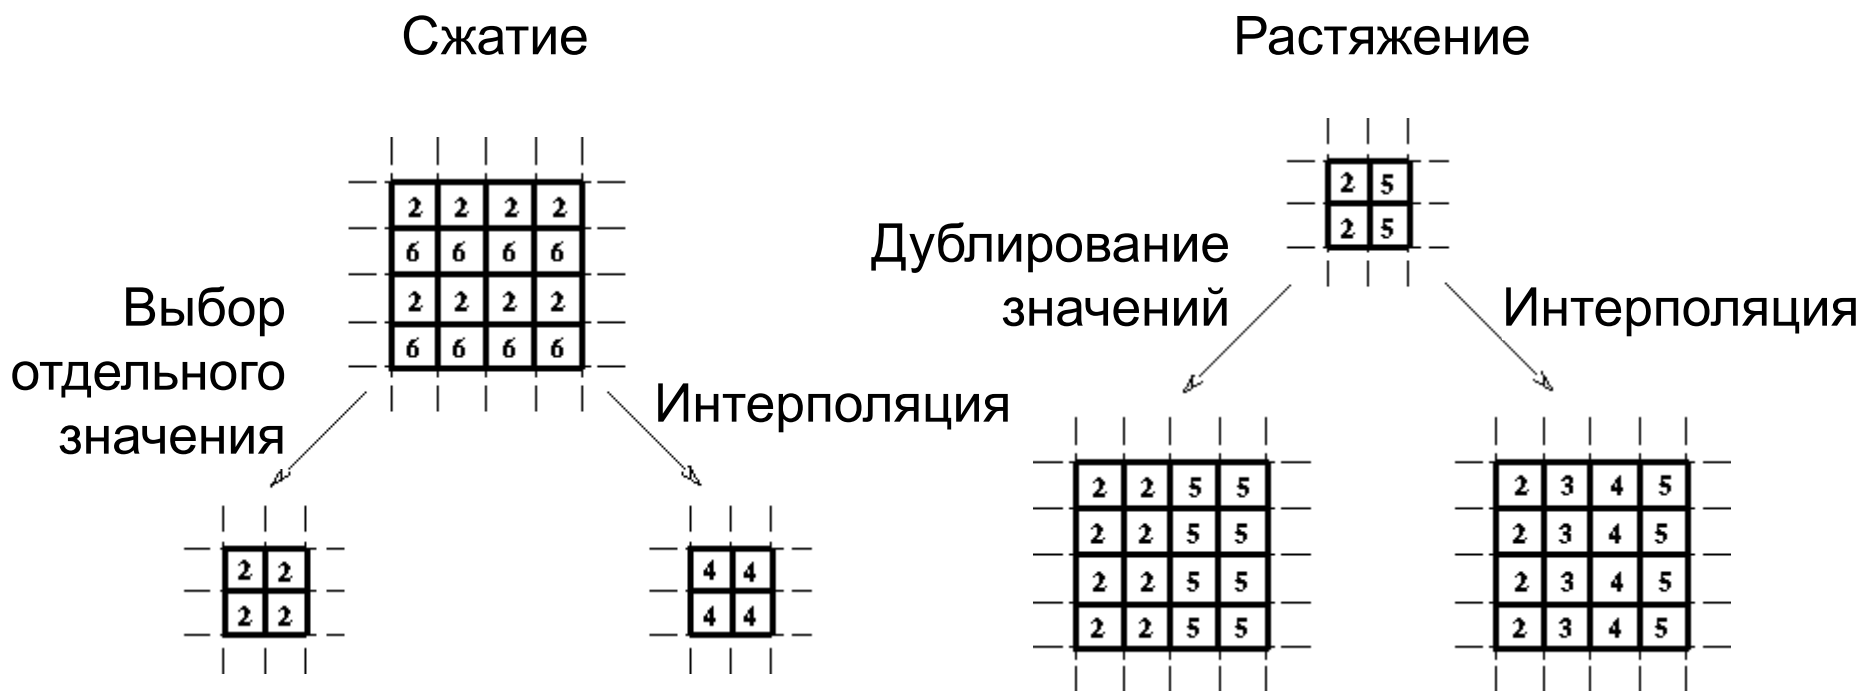 Сжатие
2 2 2 2
6 6 6 6
2 2 2 2
6 6 6 6
Выбор
отдельного
значения
Интерполяция
2 2
2 2
4 4
4 4
Растяжение
2 5
2 5
Дублирование
значений
Интерполяция
2 2 5 5
2 2 5 5
2 2 5 5
2 2 5 5
2 3 4 5
2 3 4 5
2 3 4 5
2 3 4 5